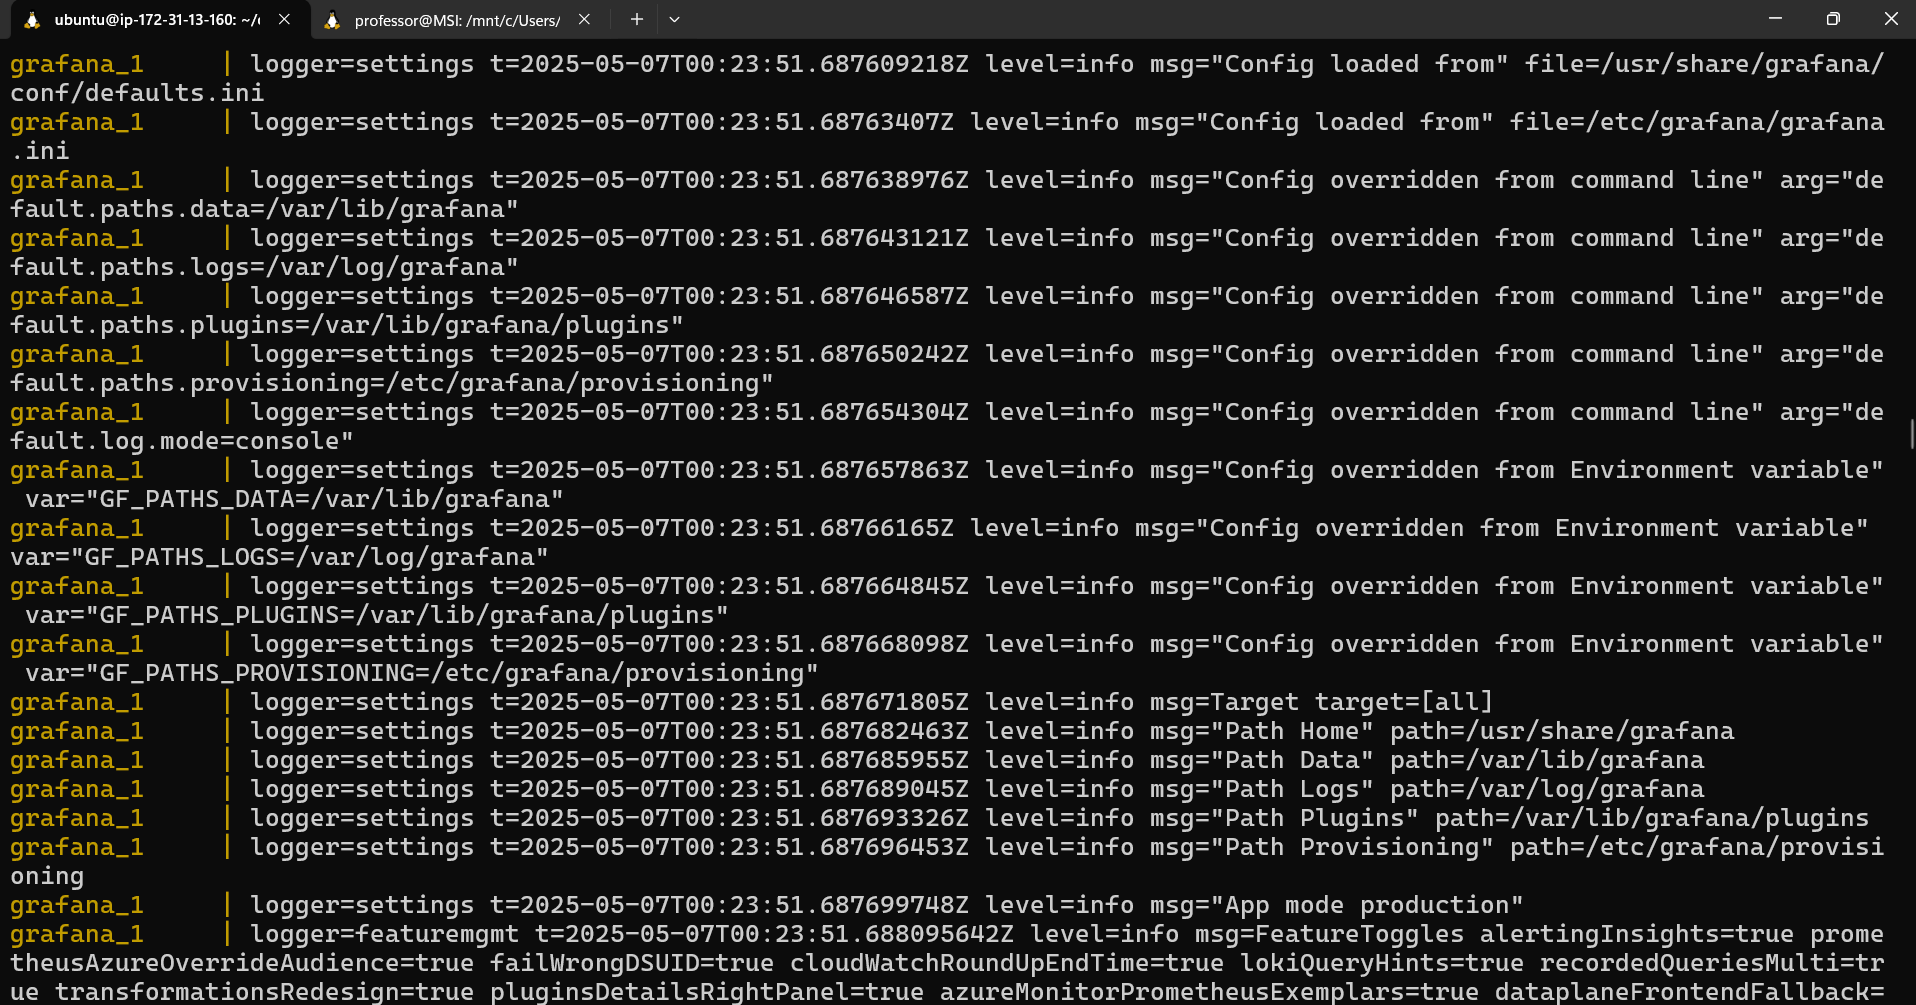 ubuntu@ip-172-31-13-160: ~/
professor@MSI: /mnt/c/Users/
grafana_1 | logger=settings t=2025-05-07T00:23:51.687609218Z level=info msg="Config loaded from" file=/usr/share/grafana/
conf/defaults.ini
grafana_1 | logger=settings t=2025-05-07T00:23:51.68763407Z level=info msg="Config loaded from" file=/etc/grafana/grafana
.ini
grafana_1 | logger=settings t=2025-05-07T00:23:51.687638976Z level=info msg="Config overridden from command line" arg="de
fault.paths.data=/var/lib/grafana"
grafana_1 | logger=settings t=2025-05-07T00:23:51.687643121Z level=info msg="Config overridden from command line" arg="de
fault.paths.logs=/var/log/grafana"
grafana_1 | logger=settings t=2025-05-07T00:23:51.687646587Z level=info msg="Config overridden from command line" arg="de
fault.paths.plugins=/var/lib/grafana/plugins"
grafana_1 | logger=settings t=2025-05-07T00:23:51.687650242Z level=info msg="Config overridden from command line" arg="de
fault.paths.provisioning=/etc/grafana/provisioning"
grafana_1 | logger=settings t=2025-05-07T00:23:51.687654304Z level=info msg="Config overridden from command line" arg="de
fault.log.mode=console"
grafana_1 | logger=settings t=2025-05-07T00:23:51.687657863Z level=info msg="Config overridden from Environment variable"
var="GF_PATHS_DATA=/var/lib/grafana"
grafana_1 | logger=settings t=2025-05-07T00:23:51.68766165Z level=info msg="Config overridden from Environment variable"
var="GF_PATHS_LOGS=/var/log/grafana"
grafana_1 | logger=settings t=2025-05-07T00:23:51.687664845Z level=info msg="Config overridden from Environment variable"
var="GF_PATHS_PLUGINS=/var/lib/grafana/plugins"
grafana_1 | logger=settings t=2025-05-07T00:23:51.687668098Z level=info msg="Config overridden from Environment variable"
var="GF_PATHS_PROVISIONING=/etc/grafana/provisioning"
grafana_1 | logger=settings t=2025-05-07T00:23:51.687671805Z level=info msg=Target target=[all]
grafana_1 | logger=settings t=2025-05-07T00:23:51.687682463Z level=info msg="Path Home" path=/usr/share/grafana
grafana_1 | logger=settings t=2025-05-07T00:23:51.687685955Z level=info msg="Path Data" path=/var/lib/grafana
grafana_1 | logger=settings t=2025-05-07T00:23:51.687689045Z level=info msg="Path Logs" path=/var/log/grafana
grafana_1 | logger=settings t=2025-05-07T00:23:51.687693326Z level=info msg="Path Plugins" path=/var/lib/grafana/plugins
grafana_1 | logger=settings t=2025-05-07T00:23:51.687696453Z level=info msg="Path Provisioning" path=/etc/grafana/provisi
oning
grafana_1 | logger=settings t=2025-05-07T00:23:51.687699748Z level=info msg="App mode production"
grafana_1 | logger=featuremgmt t=2025-05-07T00:23:51.688095642Z level=info msg=FeatureToggles alertingInsights=true prome
theusAzureOverrideAudience=true failWrongDSUID=true cloudWatchRoundUpEndTime=true lokiQueryHints=true recordedQueriesMulti=tr
ue transformationsRedesign=true pluginsDetailsRightPanel=true azureMonitorPrometheusExemplars=true dataplaneFrontendFallback=